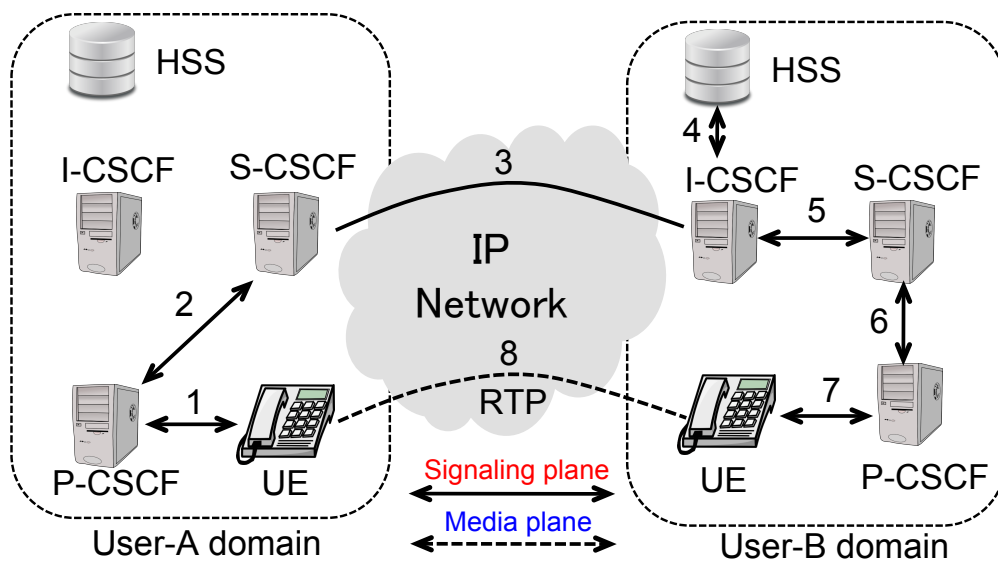 HSS
HSS
4
I-CSCF
S-CSCF
3
I-CSCF
S-CSCF
5
IP
Network
2
6
8
RTP
1
7
P-CSCF
UE
UE
P-CSCF
Signaling plane
Media plane
User-A domain
User-B domain